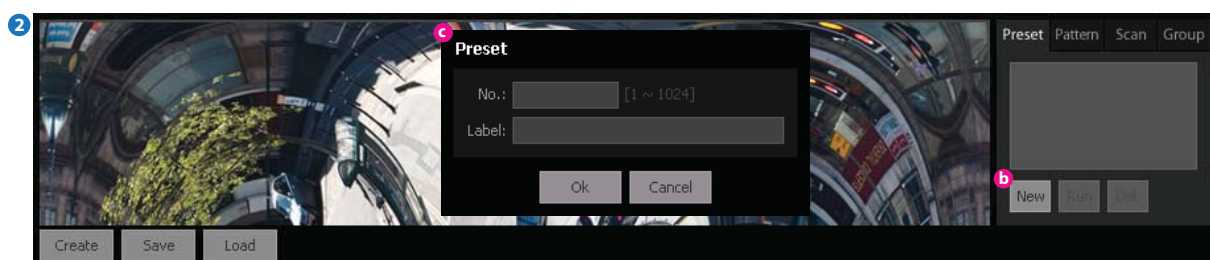 2
c
Preset
No.: [1 ~ 1024]
Label:
Ok Cancel
Preset Pattern Scan Group
b
New Run Del.
Create Save Load